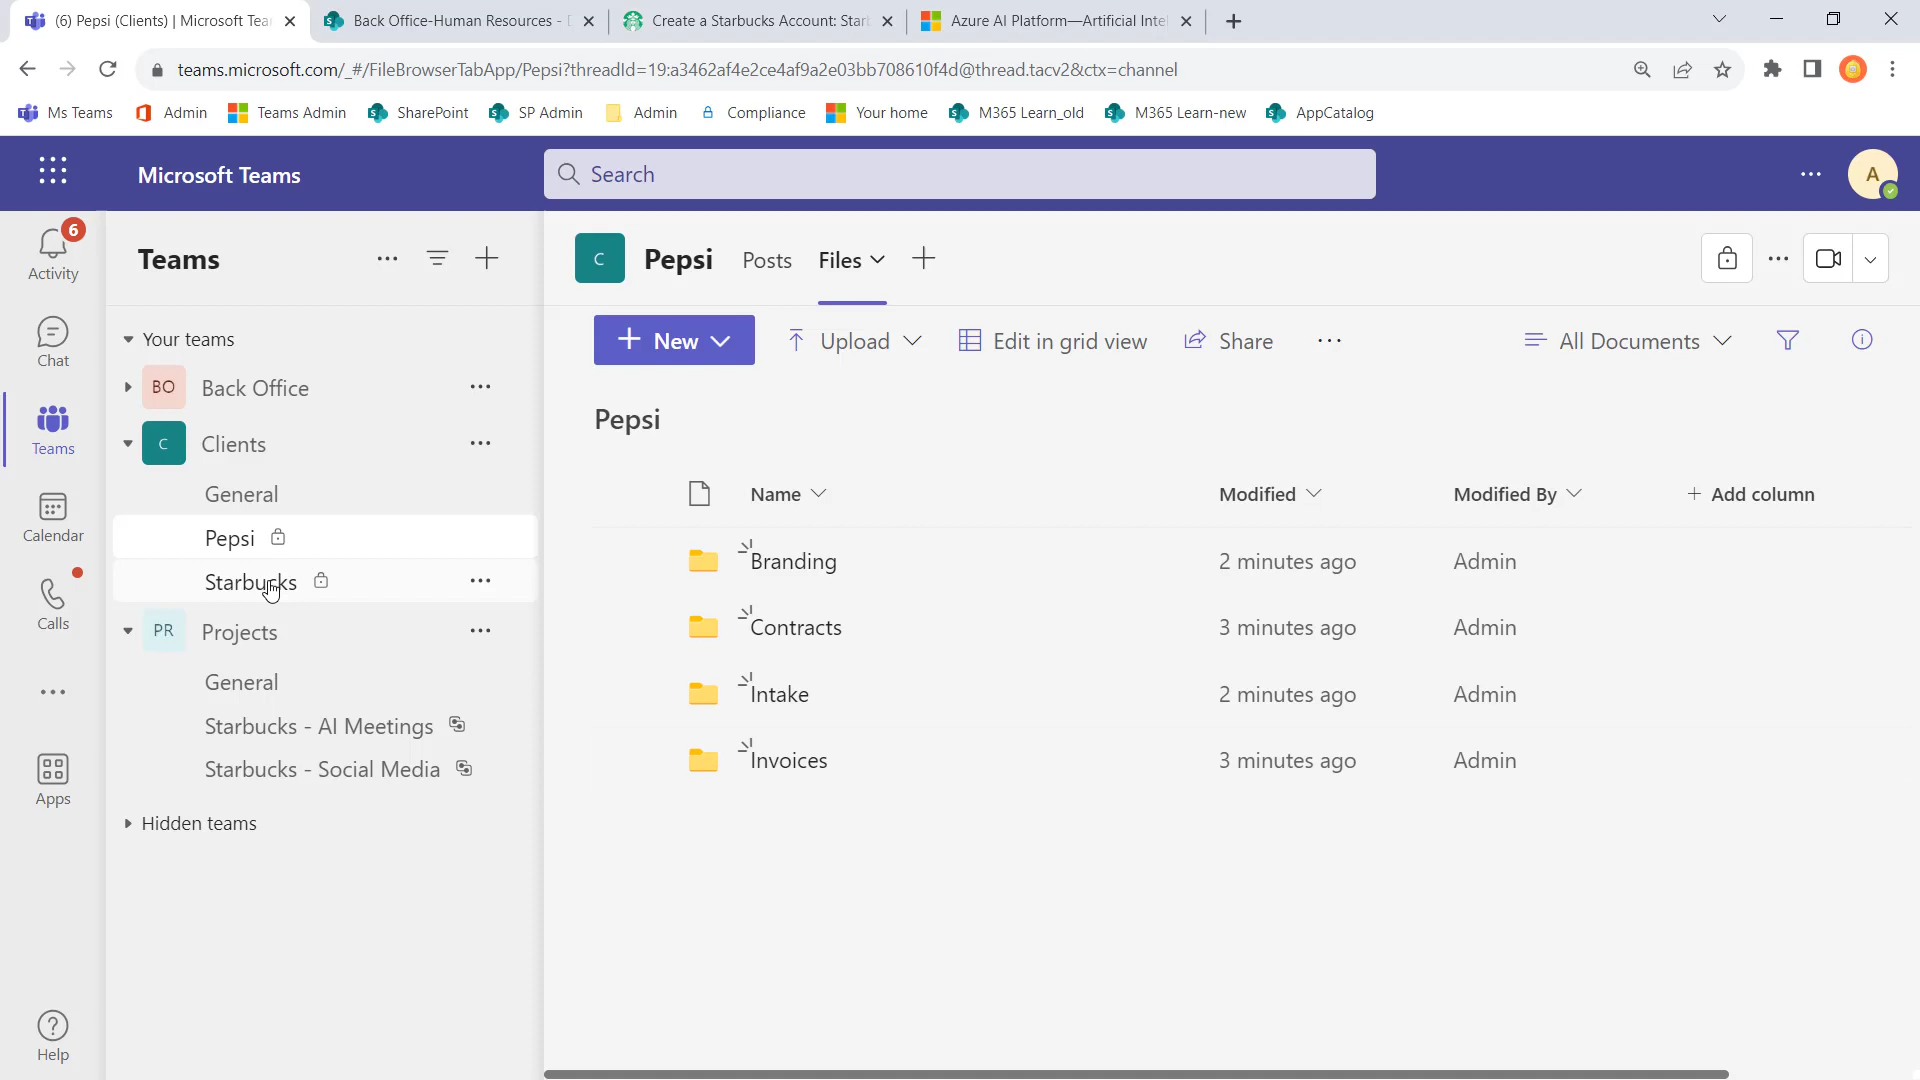 (6) Pepsi (Clients) | Microsoft Tea
Back Office-Human Resources - D
Create a Starbucks Account: Star
Azure AI Platform—Artificial Intel
teams.microsoft.com/_#/FileBrowserTabApp/Pepsi?threadId=19:a3462af4e2ce4af9a2e03bb708610f4d@thread.tacv2&ctx=channel
Ms Teams
Admin
Teams Admin
SharePoint
SP Admin
Admin
Compliance
Your home
M365 Learn_old
M365 Learn-new
AppCatalog
Microsoft Teams
Search
A
6
Activity
Chat
Teams
Calendar
Calls
Apps
Help
Teams
Your teams
BO Back Office
C Clients
General
Pepsi
Starbucks
PR Projects
General
Starbucks - AI Meetings
Starbucks - Social Media
Hidden teams
C Pepsi Posts Files
New Upload Edit in grid view Share All Documents
Pepsi
Name Modified Modified By Add column
Branding 2 minutes ago Admin
Contracts 3 minutes ago Admin
Intake 2 minutes ago Admin
Invoices 3 minutes ago Admin